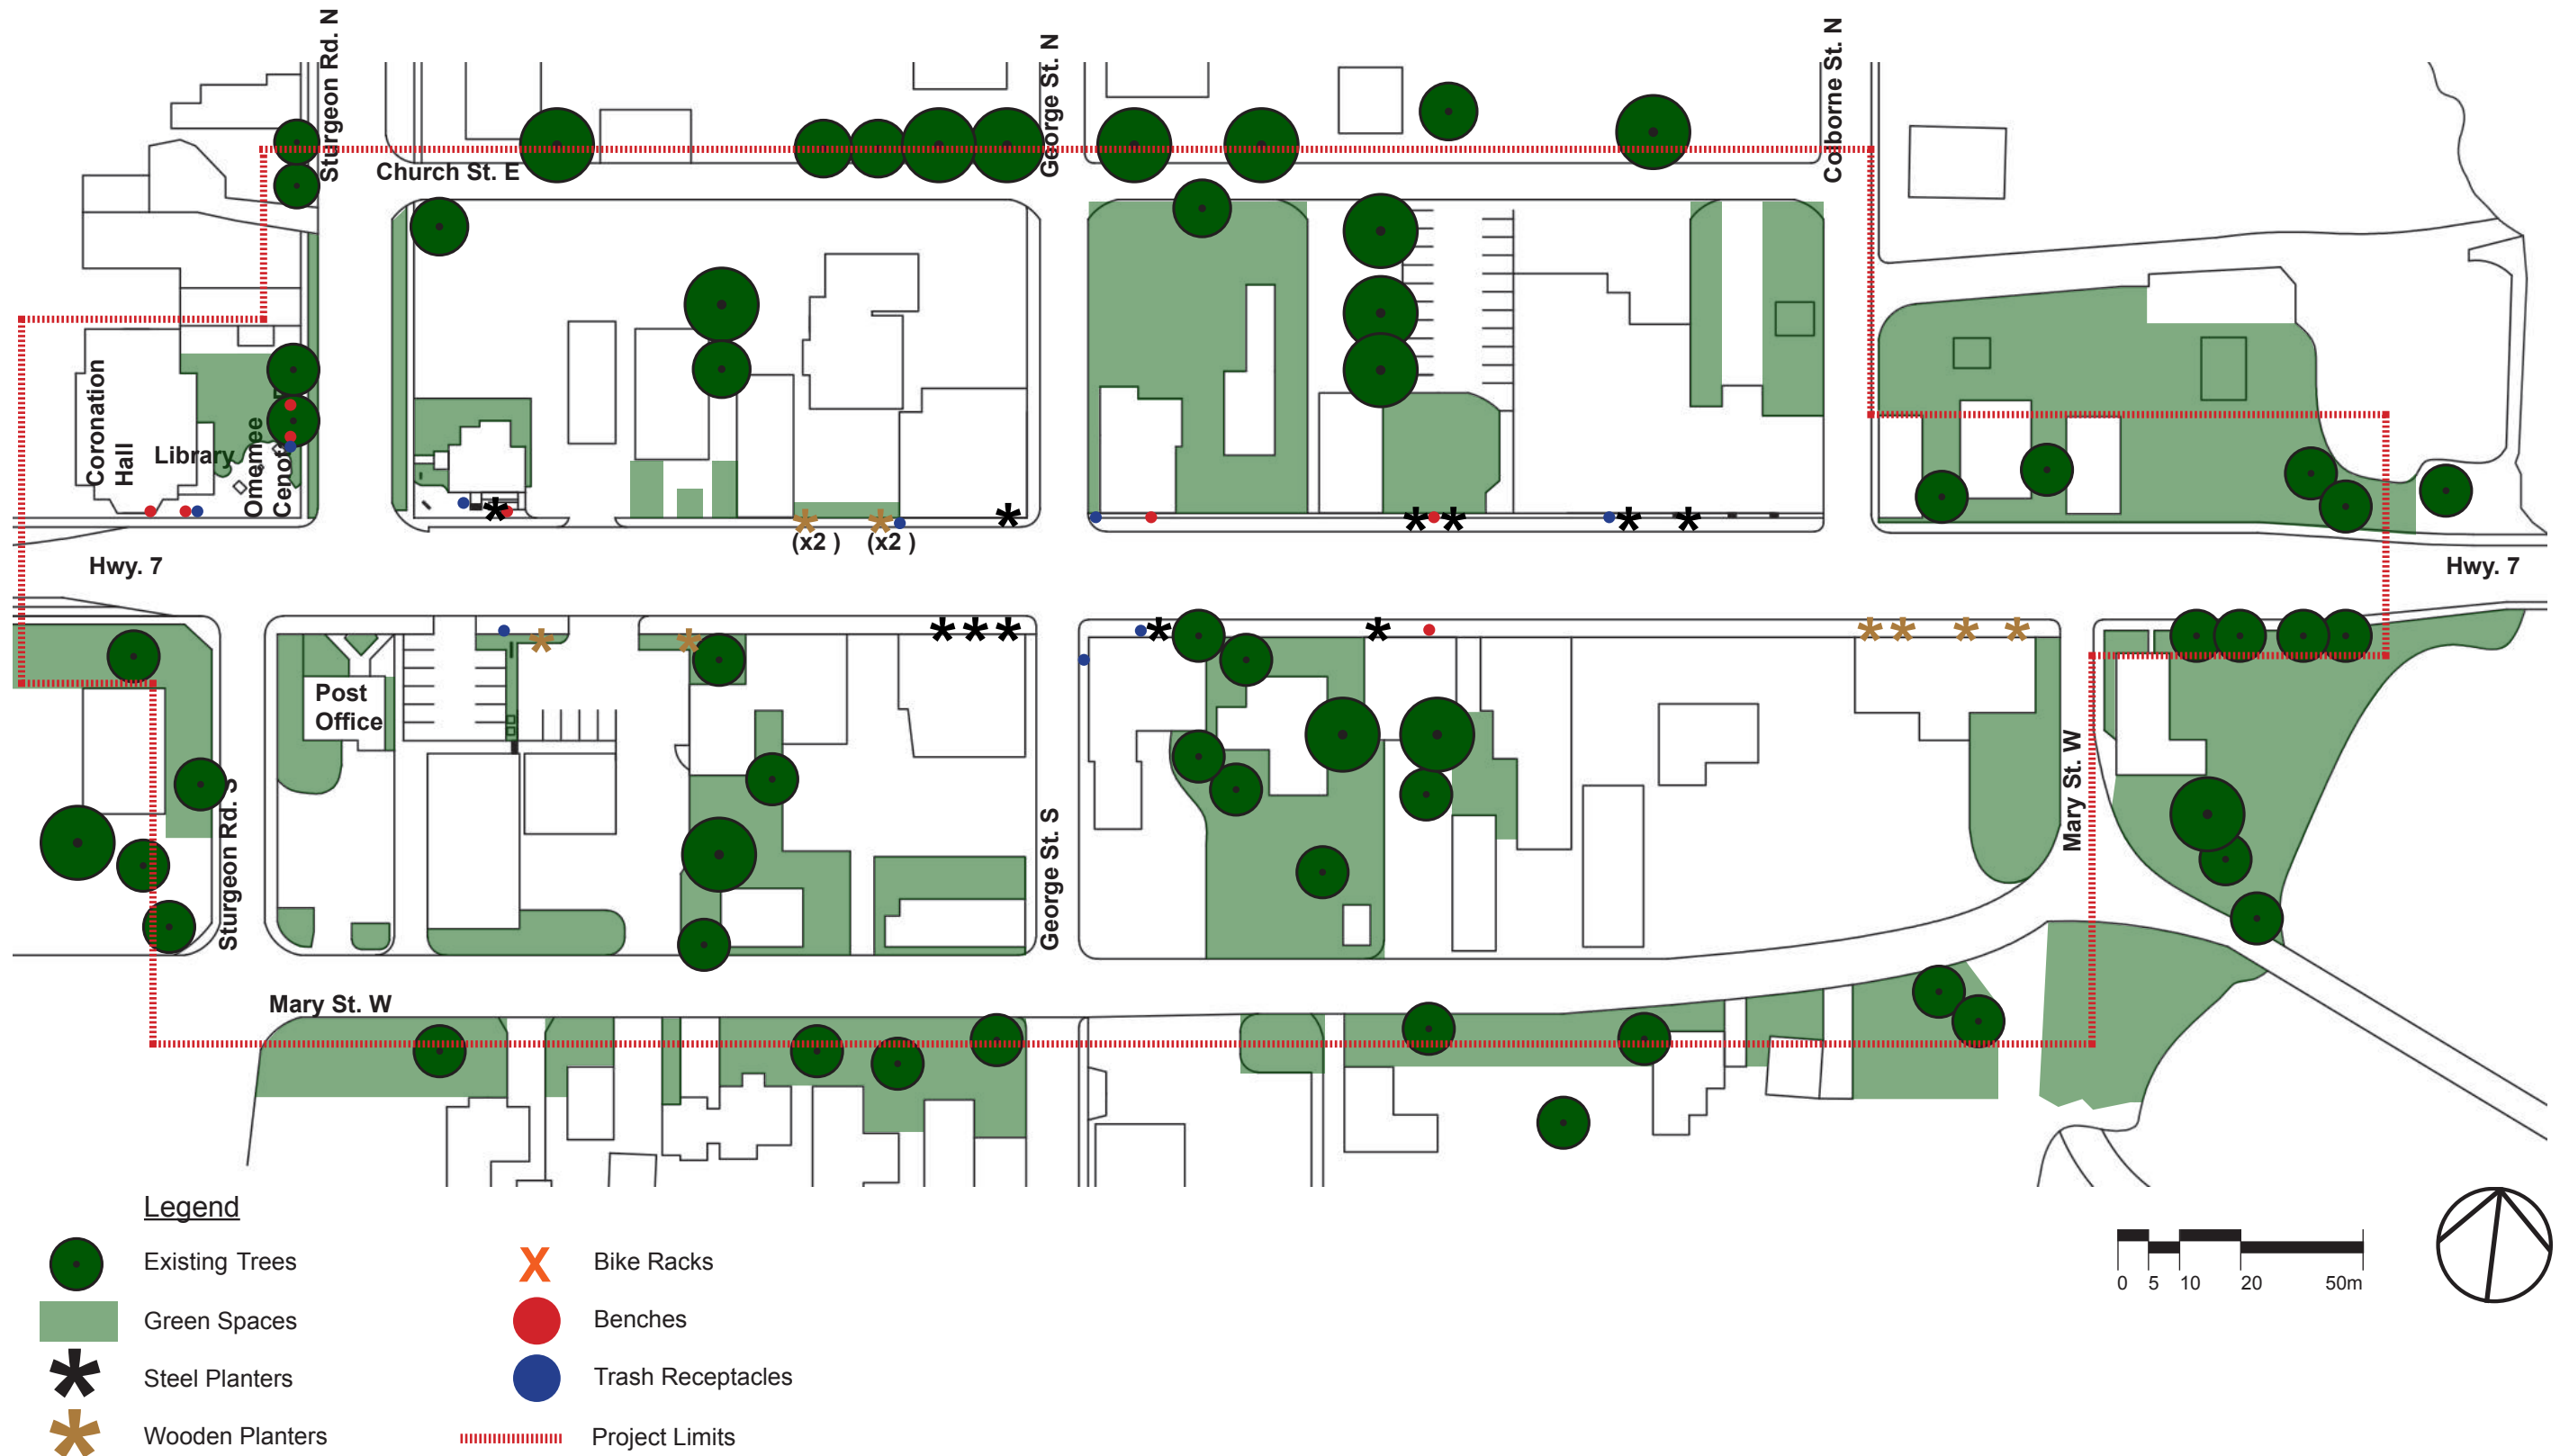 Sturgeon Rd. N
George St. N
Colborne St. N
Church St. E
Coronation
Hall
Library
Omemee
Hwy. 7
Hwy. 7
(x2 )
(x2 )
Post
Office
Sturgeon Rd. S
George St. S
Mary St. W
Mary St. W
Legend
Existing Trees
Green Spaces
Steel Planters
Wooden Planters
X Bike Racks
Benches
Trash Receptacles
Project Limits
0 5 10 20 50m